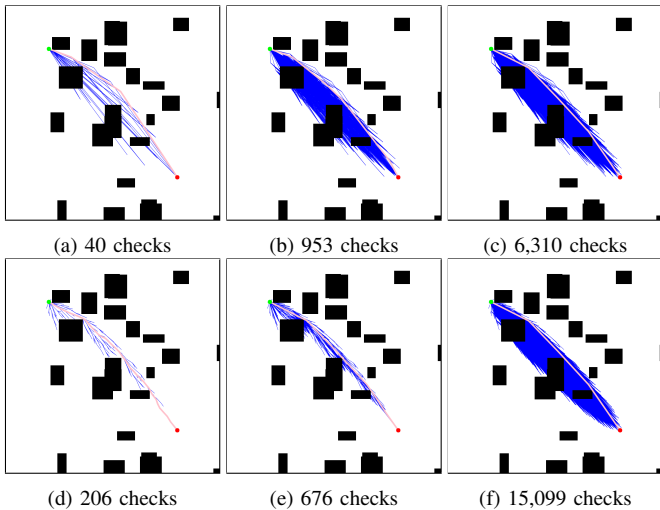 (a) 40 checks
(b) 953 checks
(c) 6,310 checks
(d) 206 checks
(e) 676 checks
(f) 15,099 checks